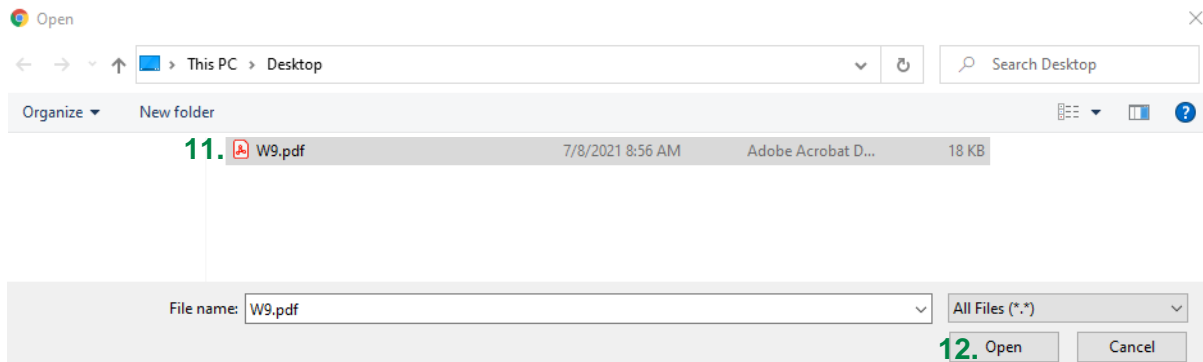 Open
This PC > Desktop
Search Desktop
Organize New folder
11. W9.pdf 7/8/2021 8:56 AM Adobe Acrobat D... 18 KB
File name: W9.pdf All Files (*.*)
12. Open Cancel